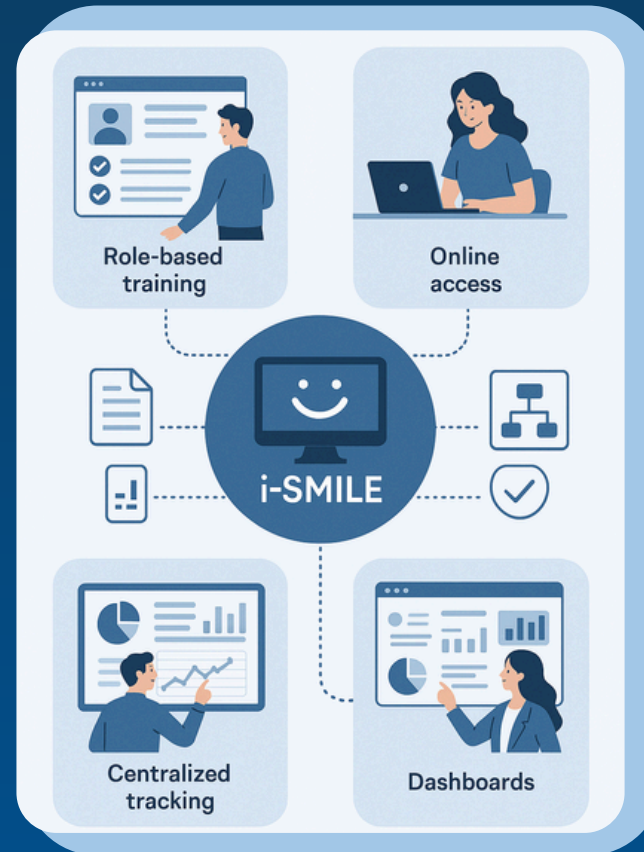 Role-based
training
Online
access
i-SMILE
Centralized
tracking
Dashboards